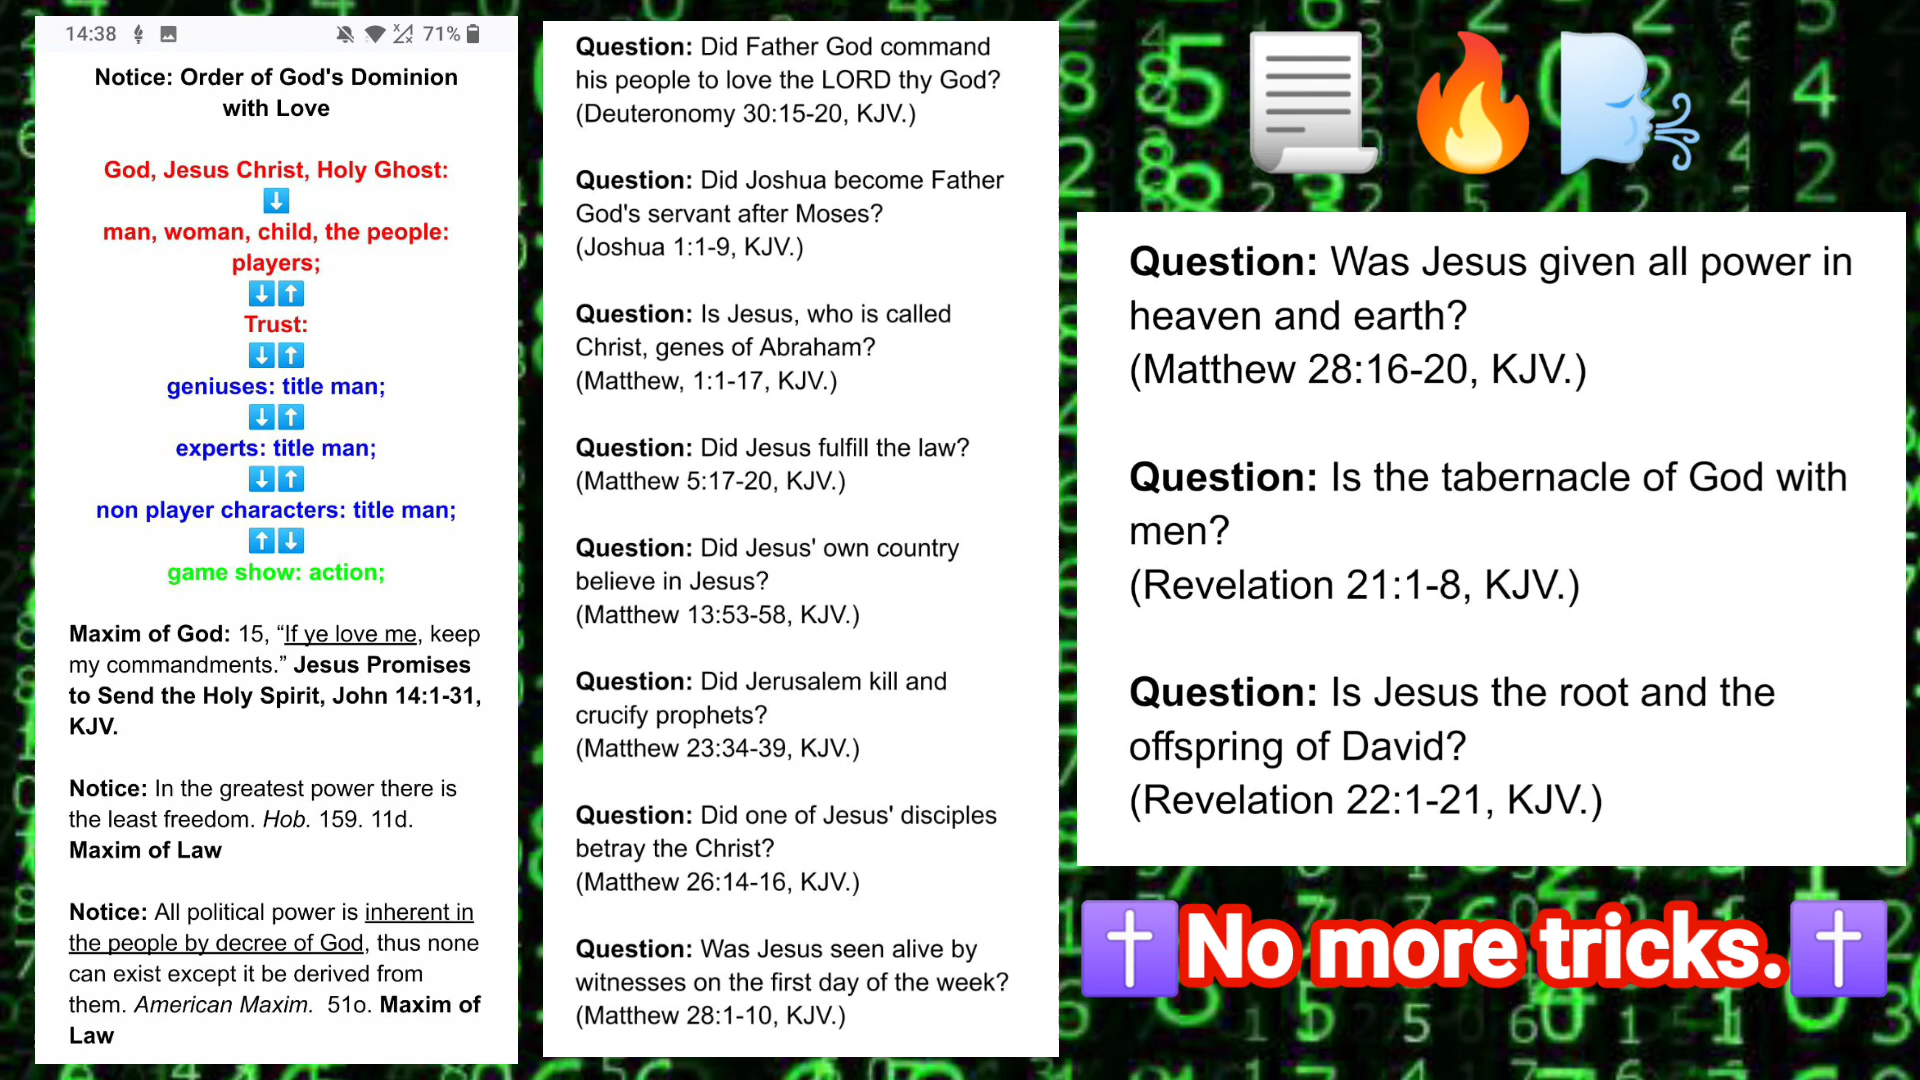 14:38
71%
Notice: Order of God's Dominion
with Love
God, Jesus Christ, Holy Ghost:
man, woman, child, the people:
players;
Trust:
geniuses: title man;
experts: title man;
non player characters: title man;
game show: action;
Maxim of God: 15, “If ye love me, keep
my commandments.” Jesus Promises
to Send the Holy Spirit, John 14:1-31,
KJV.
Notice: In the greatest power there is
the least freedom. Hob. 159. 11d.
Maxim of Law
Notice: All political power is inherent in
the people by decree of God, thus none
can exist except it be derived from
them. American Maxim. 51o. Maxim of
Law
Question: Did Father God command
his people to love the LORD thy God?
(Deuteronomy 30:15-20, KJV.)
Question: Did Joshua become Father
God's servant after Moses?
(Joshua 1:1-9, KJV.)
Question: Is Jesus, who is called
Christ, genes of Abraham?
(Matthew, 1:1-17, KJV.)
Question: Did Jesus fulfill the law?
(Matthew 5:17-20, KJV.)
Question: Did Jesus' own country
believe in Jesus?
(Matthew 13:53-58, KJV.)
Question: Did Jerusalem kill and
crucify prophets?
(Matthew 23:34-39, KJV.)
Question: Did one of Jesus' disciples
betray the Christ?
(Matthew 26:14-16, KJV.)
Question: Was Jesus seen alive by
witnesses on the first day of the week?
(Matthew 28:1-10, KJV.)
Question: Was Jesus given all power in
heaven and earth?
(Matthew 28:16-20, KJV.)
Question: Is the tabernacle of God with
men?
(Revelation 21:1-8, KJV.)
Question: Is Jesus the root and the
offspring of David?
(Revelation 22:1-21, KJV.)
No more tricks.